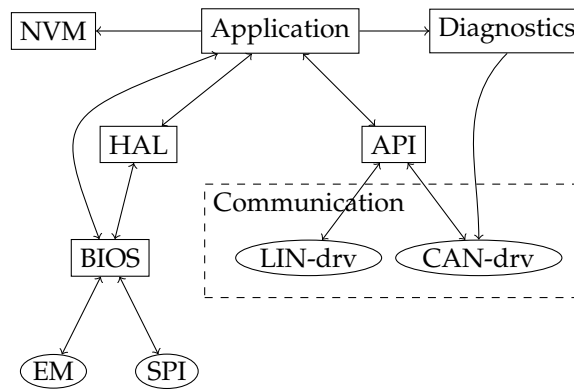 NVM
Application
Diagnostics
HAL
API
Communication
BIOS
LIN-drv
CAN-drv
EM
SPI